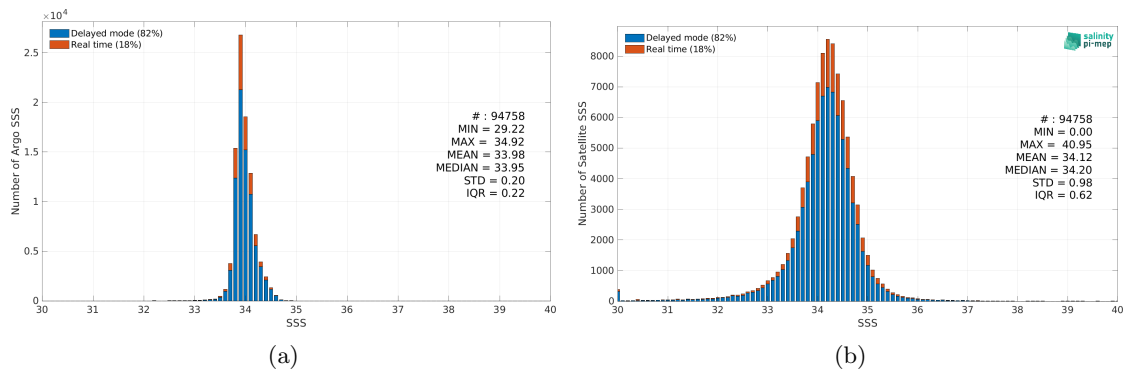 ×10⁴
Delayed mode (82%)
Real time (18%)
2.5
2
1.5
1
0.5
0
Number of Argo SSS
# : 94758
MIN = 29.22
MAX = 34.92
MEAN = 33.98
MEDIAN = 33.95
STD = 0.20
IQR = 0.22
30 31 32 33 34 35 36 37 38 39 40
SSS
(a)
Delayed mode (82%)
Real time (18%)
salinity
pi-mep
8000
7000
6000
5000
4000
3000
2000
1000
0
Number of Satellite SSS
# : 94758
MIN = 0.00
MAX = 40.95
MEAN = 34.12
MEDIAN = 34.20
STD = 0.98
IQR = 0.62
30 31 32 33 34 35 36 37 38 39 40
SSS
(b)